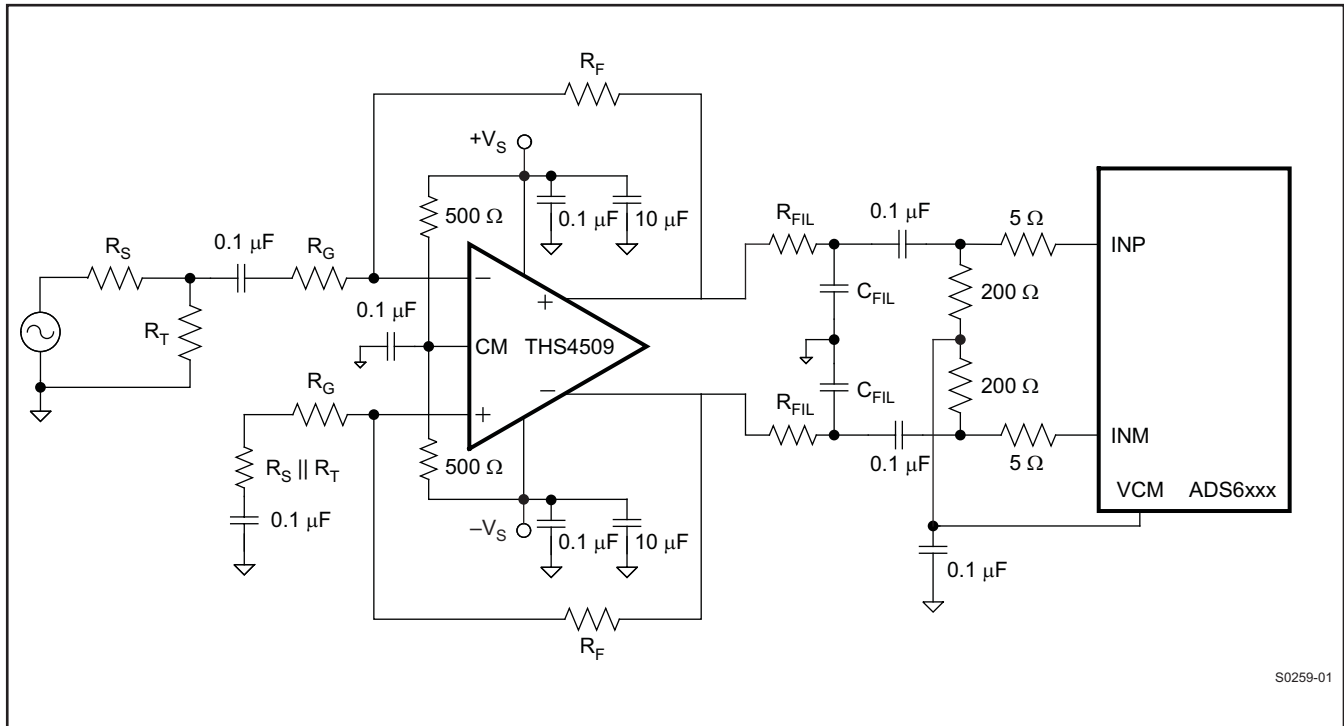 R_F
+V_S
500 Ω
0.1 μF
10 μF
R_S
0.1 μF
R_G
R_T
0.1 μF
−
+
CM
THS4509
R_G
+
−
R_S || R_T
0.1 μF
500 Ω
−V_S
0.1 μF
10 μF
R_F
R_FIL
0.1 μF
5 Ω
INP
C_FIL
200 Ω
C_FIL
200 Ω
R_FIL
0.1 μF
5 Ω
INM
VCM
ADS6xxx
0.1 μF
S0259-01